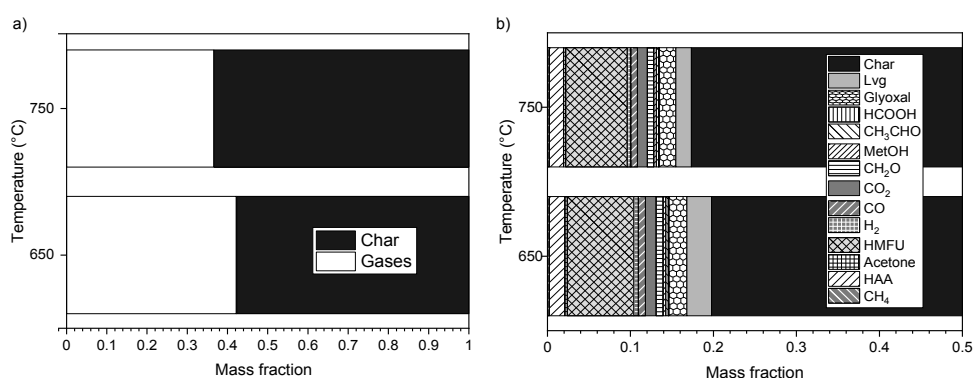 a)
Temperature (°C)
750
650
Char
Gases
0 0.1 0.2 0.3 0.4 0.5 0.6 0.7 0.8 0.9 1
Mass fraction
b)
Temperature (°C)
750
650
Char
Lvg
Glyoxal
HCOOH
CH₃CHO
MetOH
CH₂O
CO₂
CO
H₂
HMFU
Acetone
HAA
CH₄
0 0.1 0.2 0.3 0.4 0.5
Mass fraction